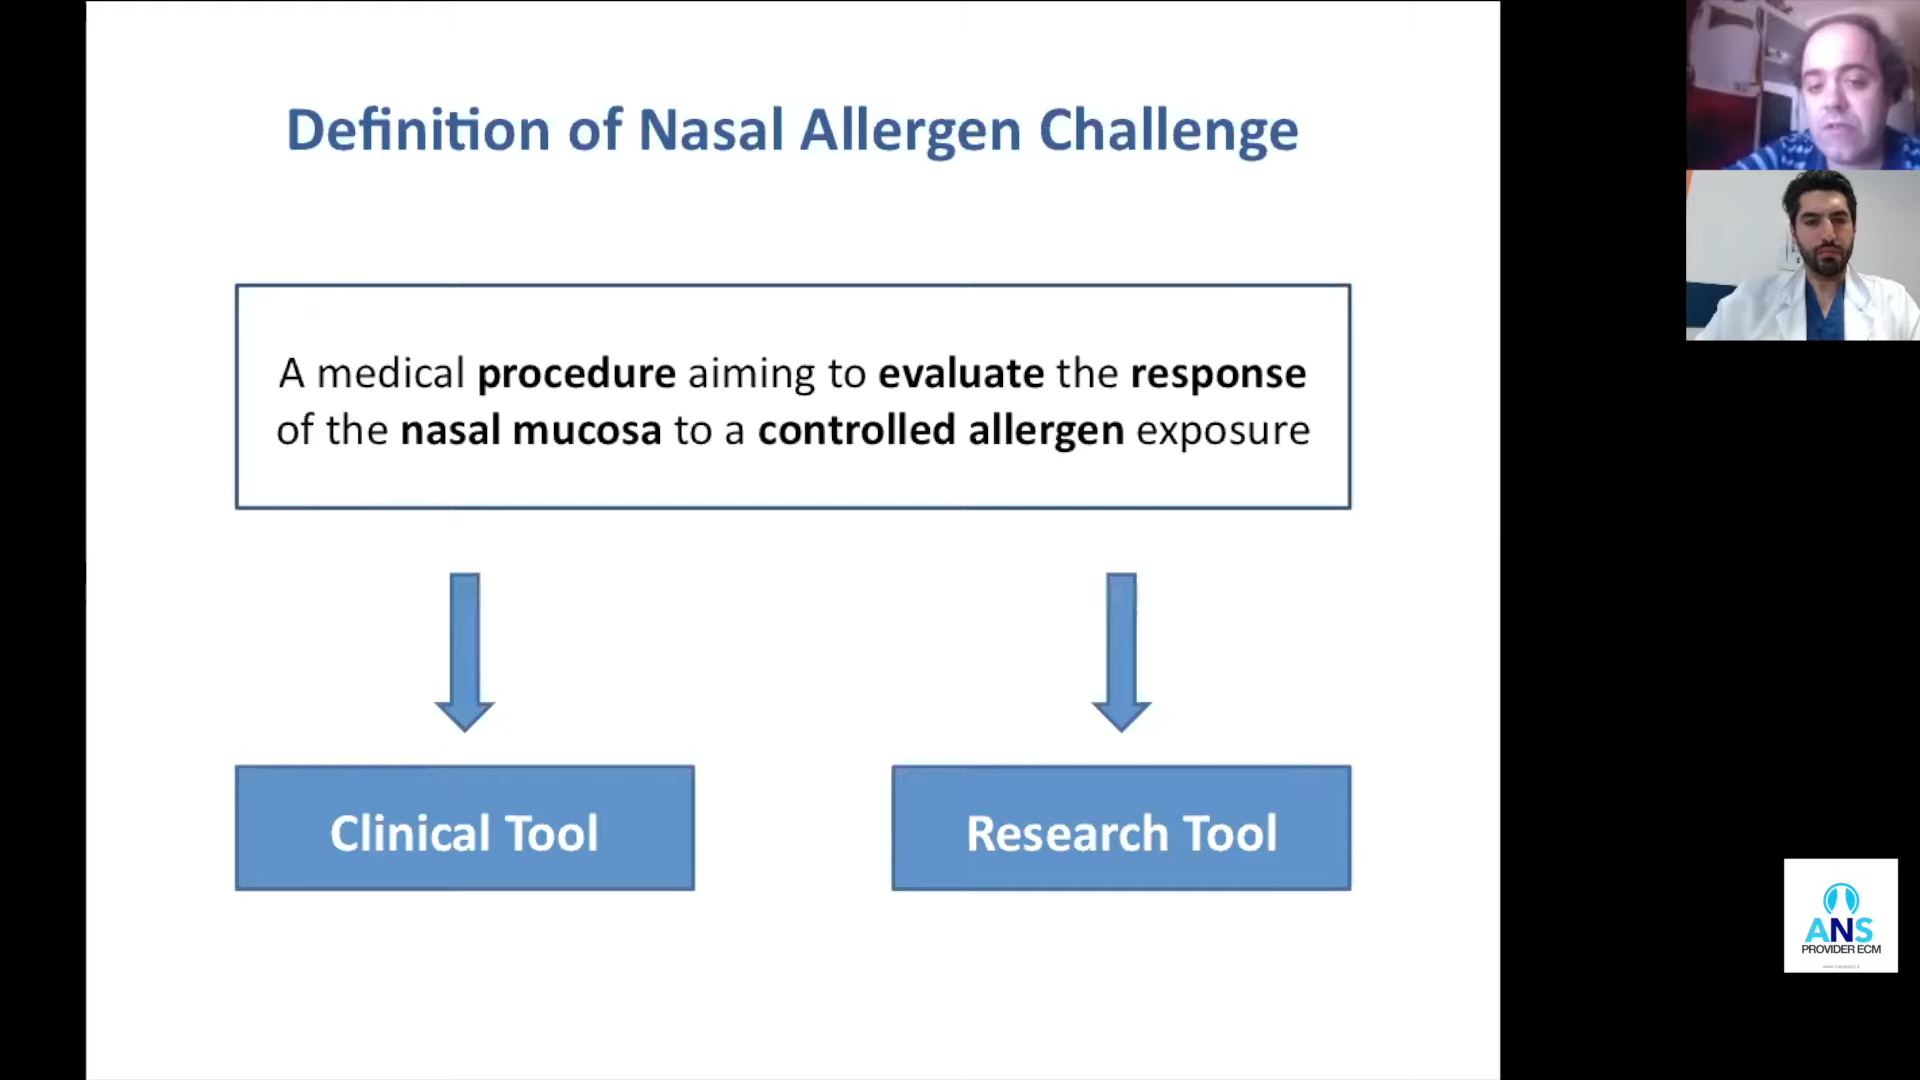 Definition of Nasal Allergen Challenge
A medical procedure aiming to evaluate the response
of the nasal mucosa to a controlled allergen exposure
Clinical Tool
Research Tool
ANS
PROVIDER ECM